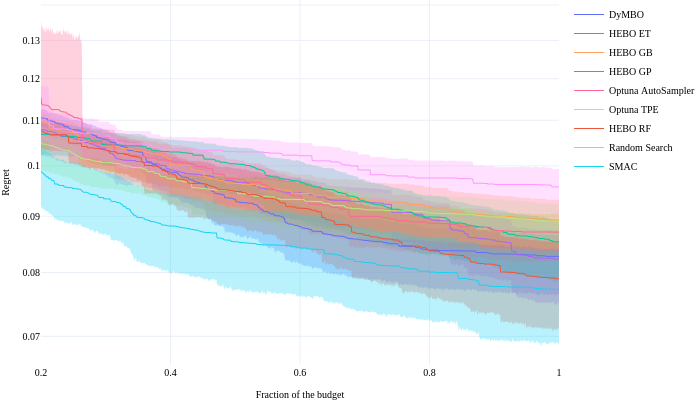 0.13
0.12
0.11
0.1
0.09
0.08
0.07
Regret
0.2
0.4
0.6
0.8
1
Fraction of the budget
DyMBO
HEBO ET
HEBO GB
HEBO GP
Optuna AutoSampler
Optuna TPE
HEBO RF
Random Search
SMAC